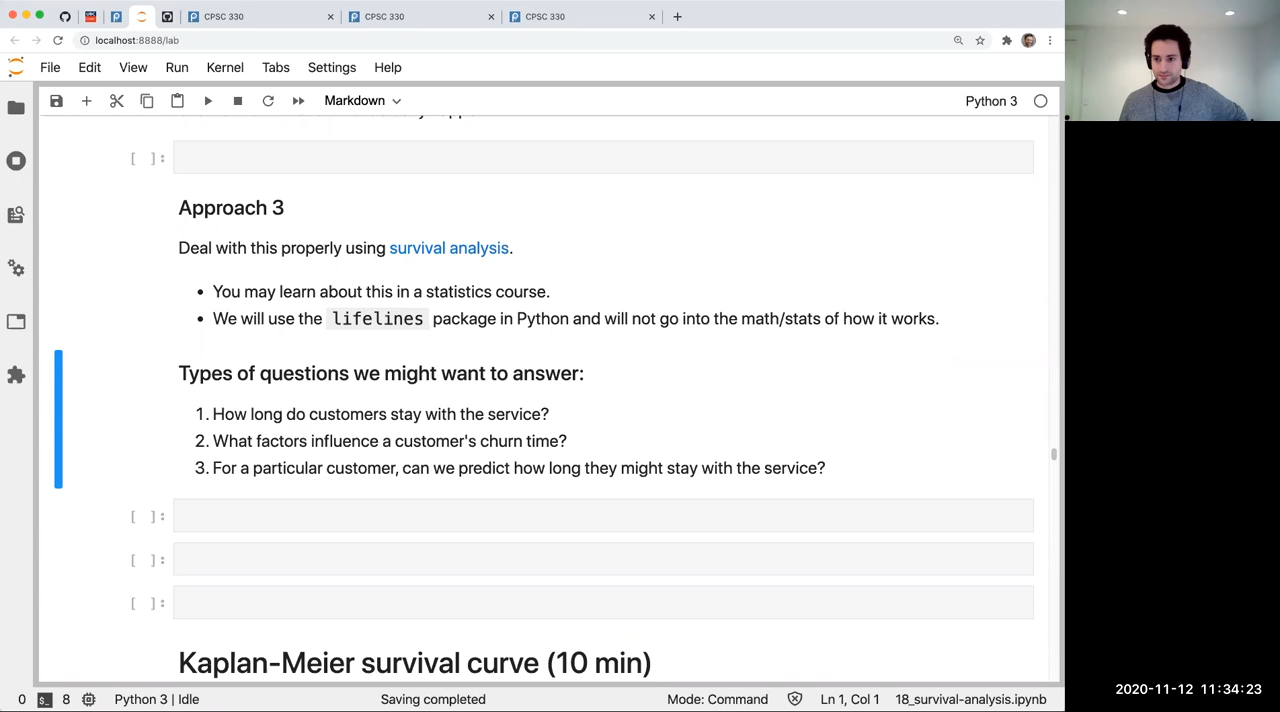 CPSC 330
CPSC 330
CPSC 330
localhost:8888/lab
File Edit View Run Kernel Tabs Settings Help
Markdown
Python 3
[ ]:
Approach 3
Deal with this properly using survival analysis.
• You may learn about this in a statistics course.
• We will use the lifelines package in Python and will not go into the math/stats of how it works.
Types of questions we might want to answer:
1. How long do customers stay with the service?
2. What factors influence a customer's churn time?
3. For a particular customer, can we predict how long they might stay with the service?
[ ]:
[ ]:
[ ]:
Kaplan-Meier survival curve (10 min)
0 8 Python 3 | Idle Saving completed Mode: Command Ln 1, Col 1 18_survival-analysis.ipynb
2020-11-12 11:34:23